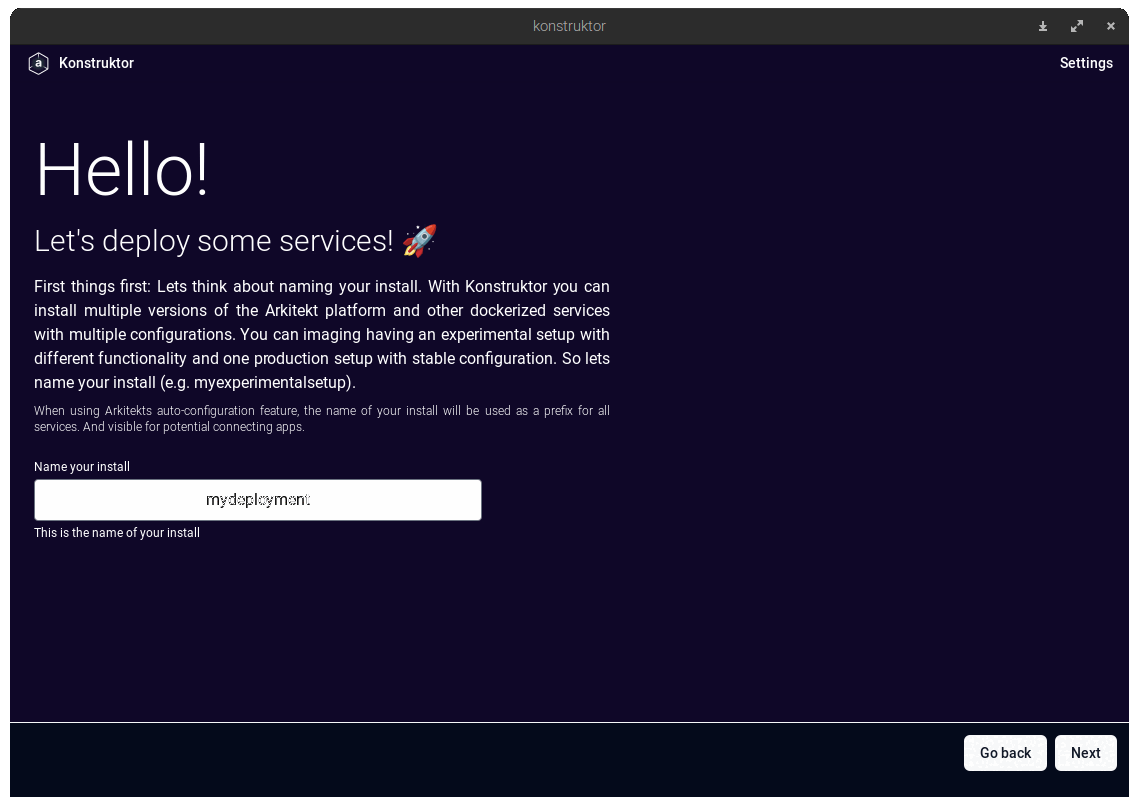 konstruktor
Konstruktor
Settings
Hello!
Let's deploy some services! 🚀
First things first: Lets think about naming your install. With Konstruktor you can
install multiple versions of the Arkitekt platform and other dockerized services
with multiple configurations. You can imaging having an experimental setup with
different functionality and one production setup with stable configuration. So lets
name your install (e.g. myexperimentalsetup).
When using Arkitekts auto-configuration feature, the name of your install will be used as a prefix for all
services. And visible for potential connecting apps.
Name your install
mydeployment
This is the name of your install
Go back
Next